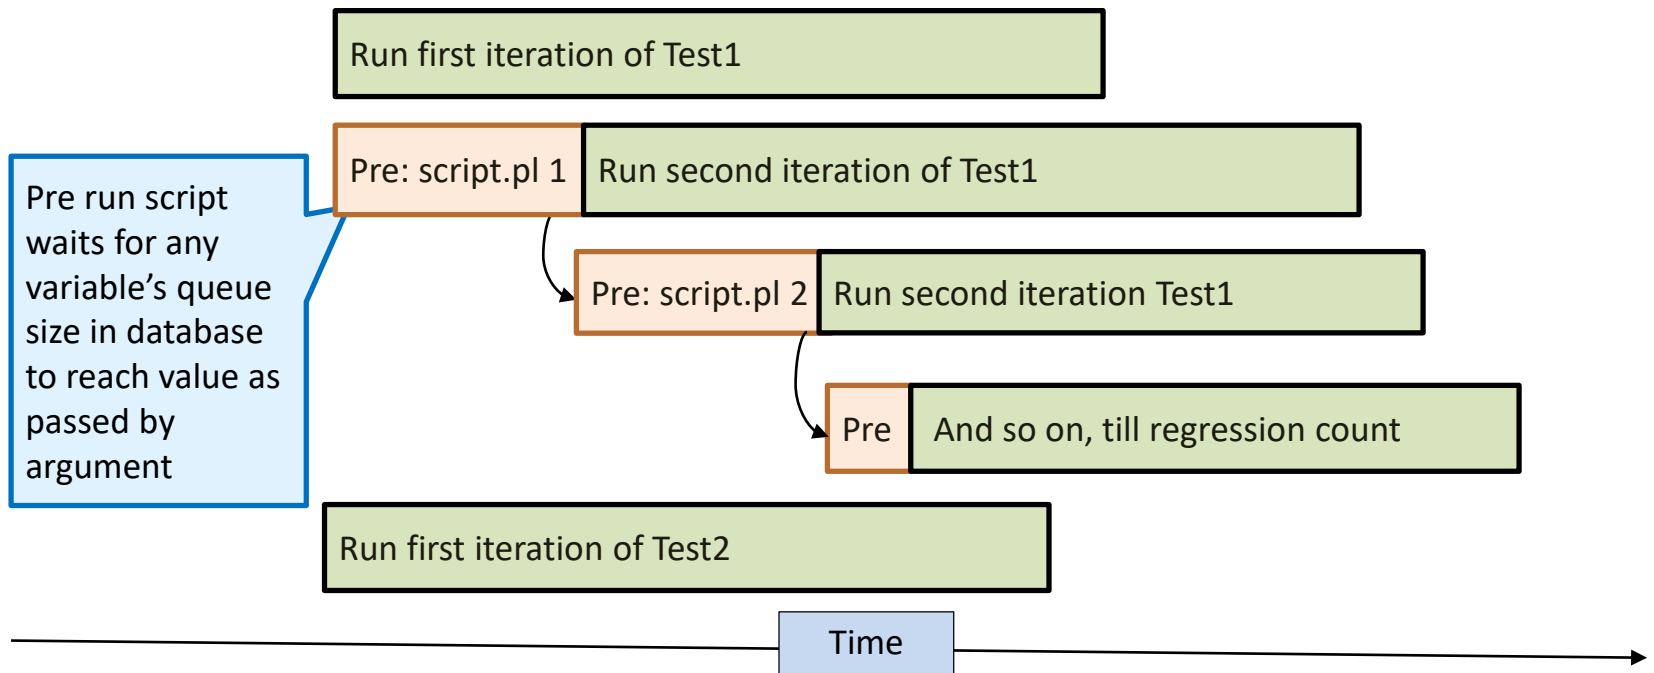 Run first iteration of Test1
Pre: script.pl 1
Run second iteration of Test1
Pre run script
waits for any
variable’s queue
size in database
to reach value as
passed by
argument
Pre: script.pl 2
Run second iteration Test1
Pre
And so on, till regression count
Run first iteration of Test2
Time